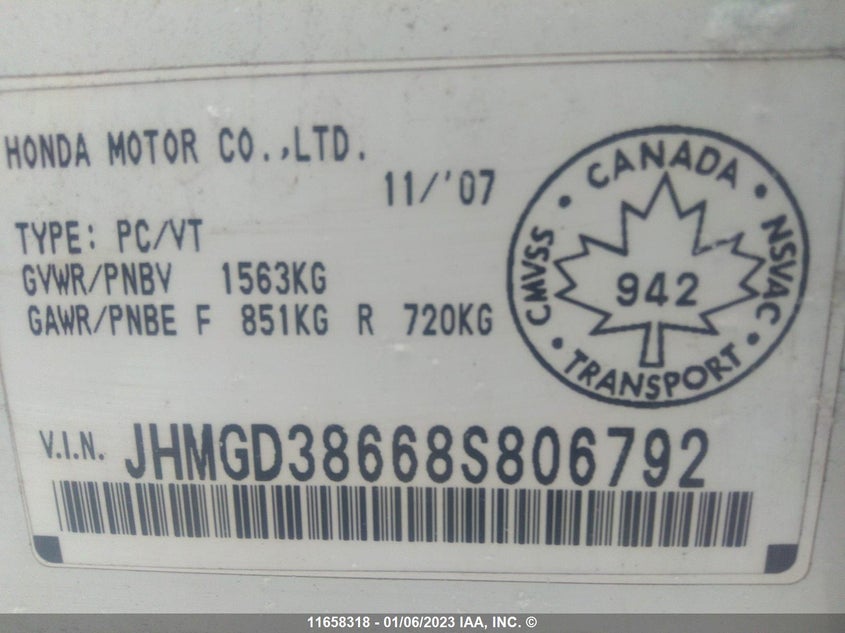 HONDA MOTOR CO.,LTD.
11/'07
TYPE: PC/VT
GVWR/PNBV 1563KG
GAWR/PNBE F 851KG R 720KG
CANADA
CMVSS
942
NSVAC
TRANSPORT
V.I.N. JHMGD38668S806792
11658318 - 01/06/2023 IAA, INC. ©